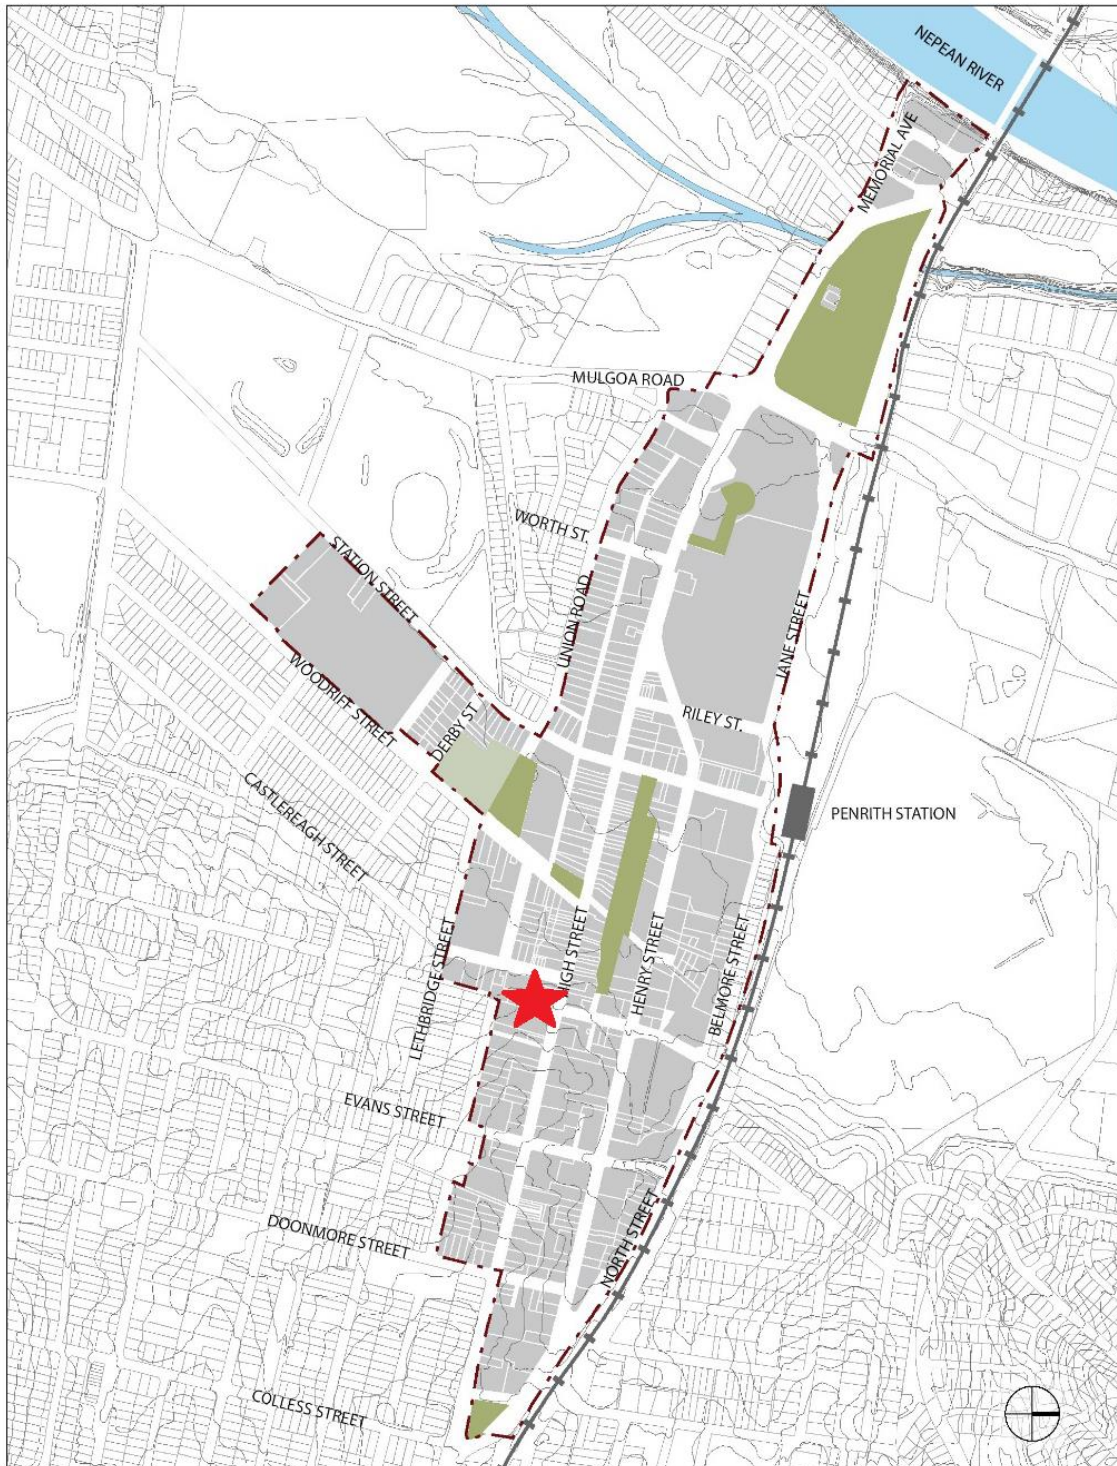 NEPEAN RIVER
MEMORIAL AVE
MULGOA ROAD
WORTH ST.
STATION STREET
UNION ROAD
JANE STREET
WOODRIFF STREET
DERBY ST
RILEY ST.
CASTLEREAGH STREET
PENRITH STATION
LETHBRIDGE STREET
HIGH STREET
HENRY STREET
BELMORE STREET
EVANS STREET
DOONMORE STREET
NORTH STREET
COLLESS STREET